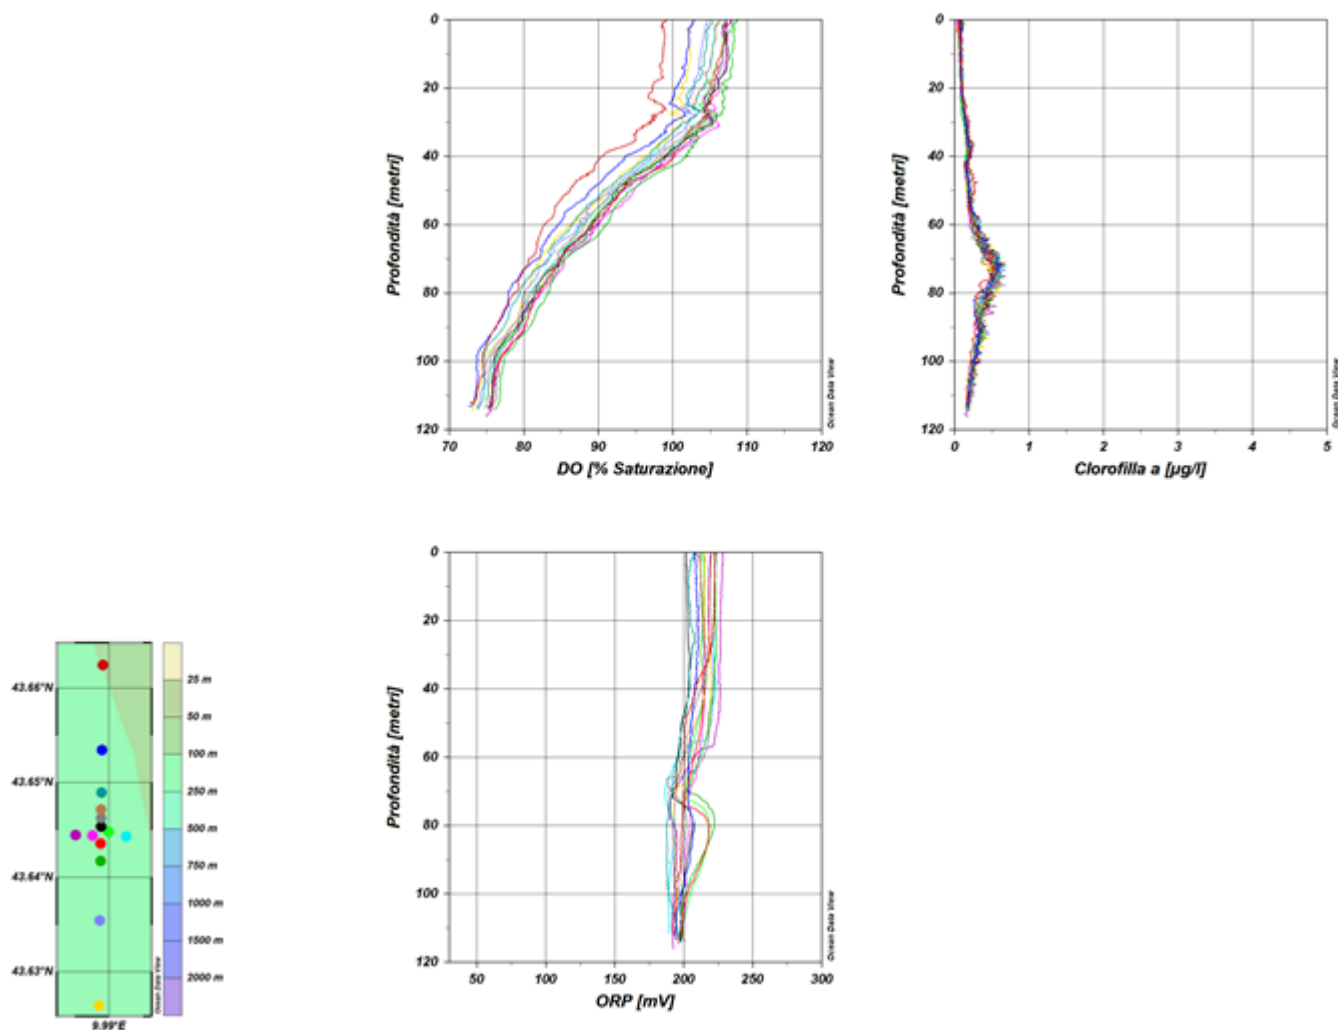 0
20
40
60
80
100
120
Profondità [metri]
70 80 90 100 110 120
DO [% Saturazione]
Ocean Data View
0
20
40
60
80
100
120
Profondità [metri]
0 1 2 3 4 5
Clorofilla a [µg/l]
Ocean Data View
0
20
40
60
80
100
120
Profondità [metri]
50 100 150 200 250 300
ORP [mV]
Ocean Data View
43.66°N
43.65°N
43.64°N
43.63°N
9.99°E
Ocean Data View
25 m
50 m
100 m
250 m
500 m
750 m
1000 m
1500 m
2000 m